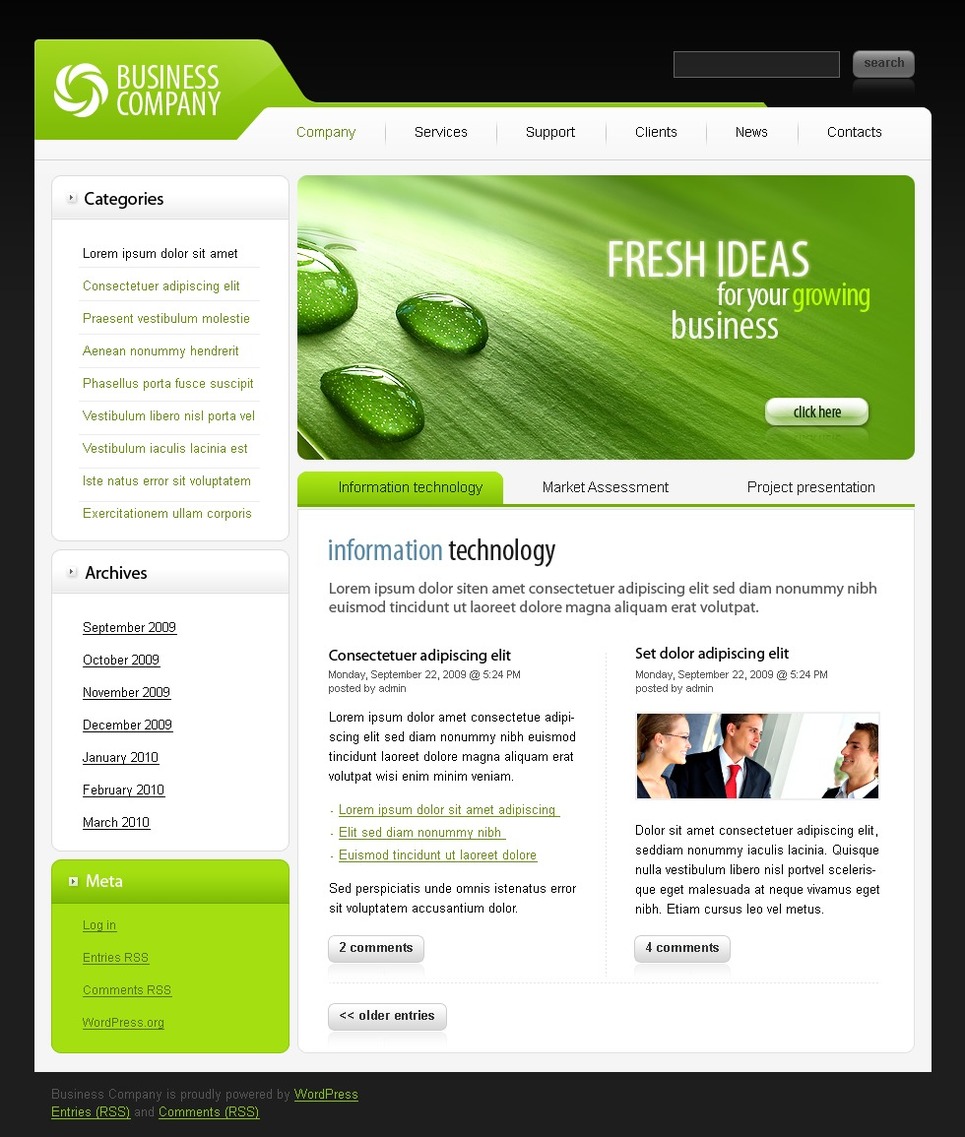 BUSINESS
COMPANY
search
Company
Services
Support
Clients
News
Contacts
Categories
Lorem ipsum dolor sit amet
Consectetuer adipiscing elit
Praesent vestibulum molestie
Aenean nonummy hendrerit
Phasellus porta fusce suscipit
Vestibulum libero nisl porta vel
Vestibulum iaculis lacinia est
Iste natus error sit voluptatem
Exercitationem ullam corporis
Archives
September 2009
October 2009
November 2009
December 2009
January 2010
February 2010
March 2010
Meta
Log in
Entries RSS
Comments RSS
WordPress.org
FRESH IDEAS
for your growing
business
click here
Information technology
Market Assessment
Project presentation
information technology
Lorem ipsum dolor siten amet consectetuer adipiscing elit sed diam nonummy nibh
euismod tincidunt ut laoreet dolore magna aliquam erat volutpat.
Consectetuer adipiscing elit
Monday, September 22, 2009 @ 5:24 PM
posted by admin
Lorem ipsum dolor amet consectetue adipi-
scing elit sed diam nonummy nibh euismod
tincidunt laoreet dolore magna aliquam erat
volutpat wisi enim minim veniam.
· Lorem ipsum dolor sit amet adipiscing
· Elit sed diam nonummy nibh
· Euismod tincidunt ut laoreet dolore
Sed perspiciatis unde omnis istenatus error
sit voluptatem accusantium dolor.
2 comments
Set dolor adipiscing elit
Monday, September 22, 2009 @ 5:24 PM
posted by admin
Dolor sit amet consectetuer adipiscing elit,
seddiam nonummy iaculis lacinia. Quisque
nulla vestibulum libero nisl portvel sceleris-
que eget malesuada at neque vivamus eget
nibh. Etiam cursus leo vel metus.
4 comments
<< older entries
Business Company is proudly powered by WordPress
Entries (RSS) and Comments (RSS)